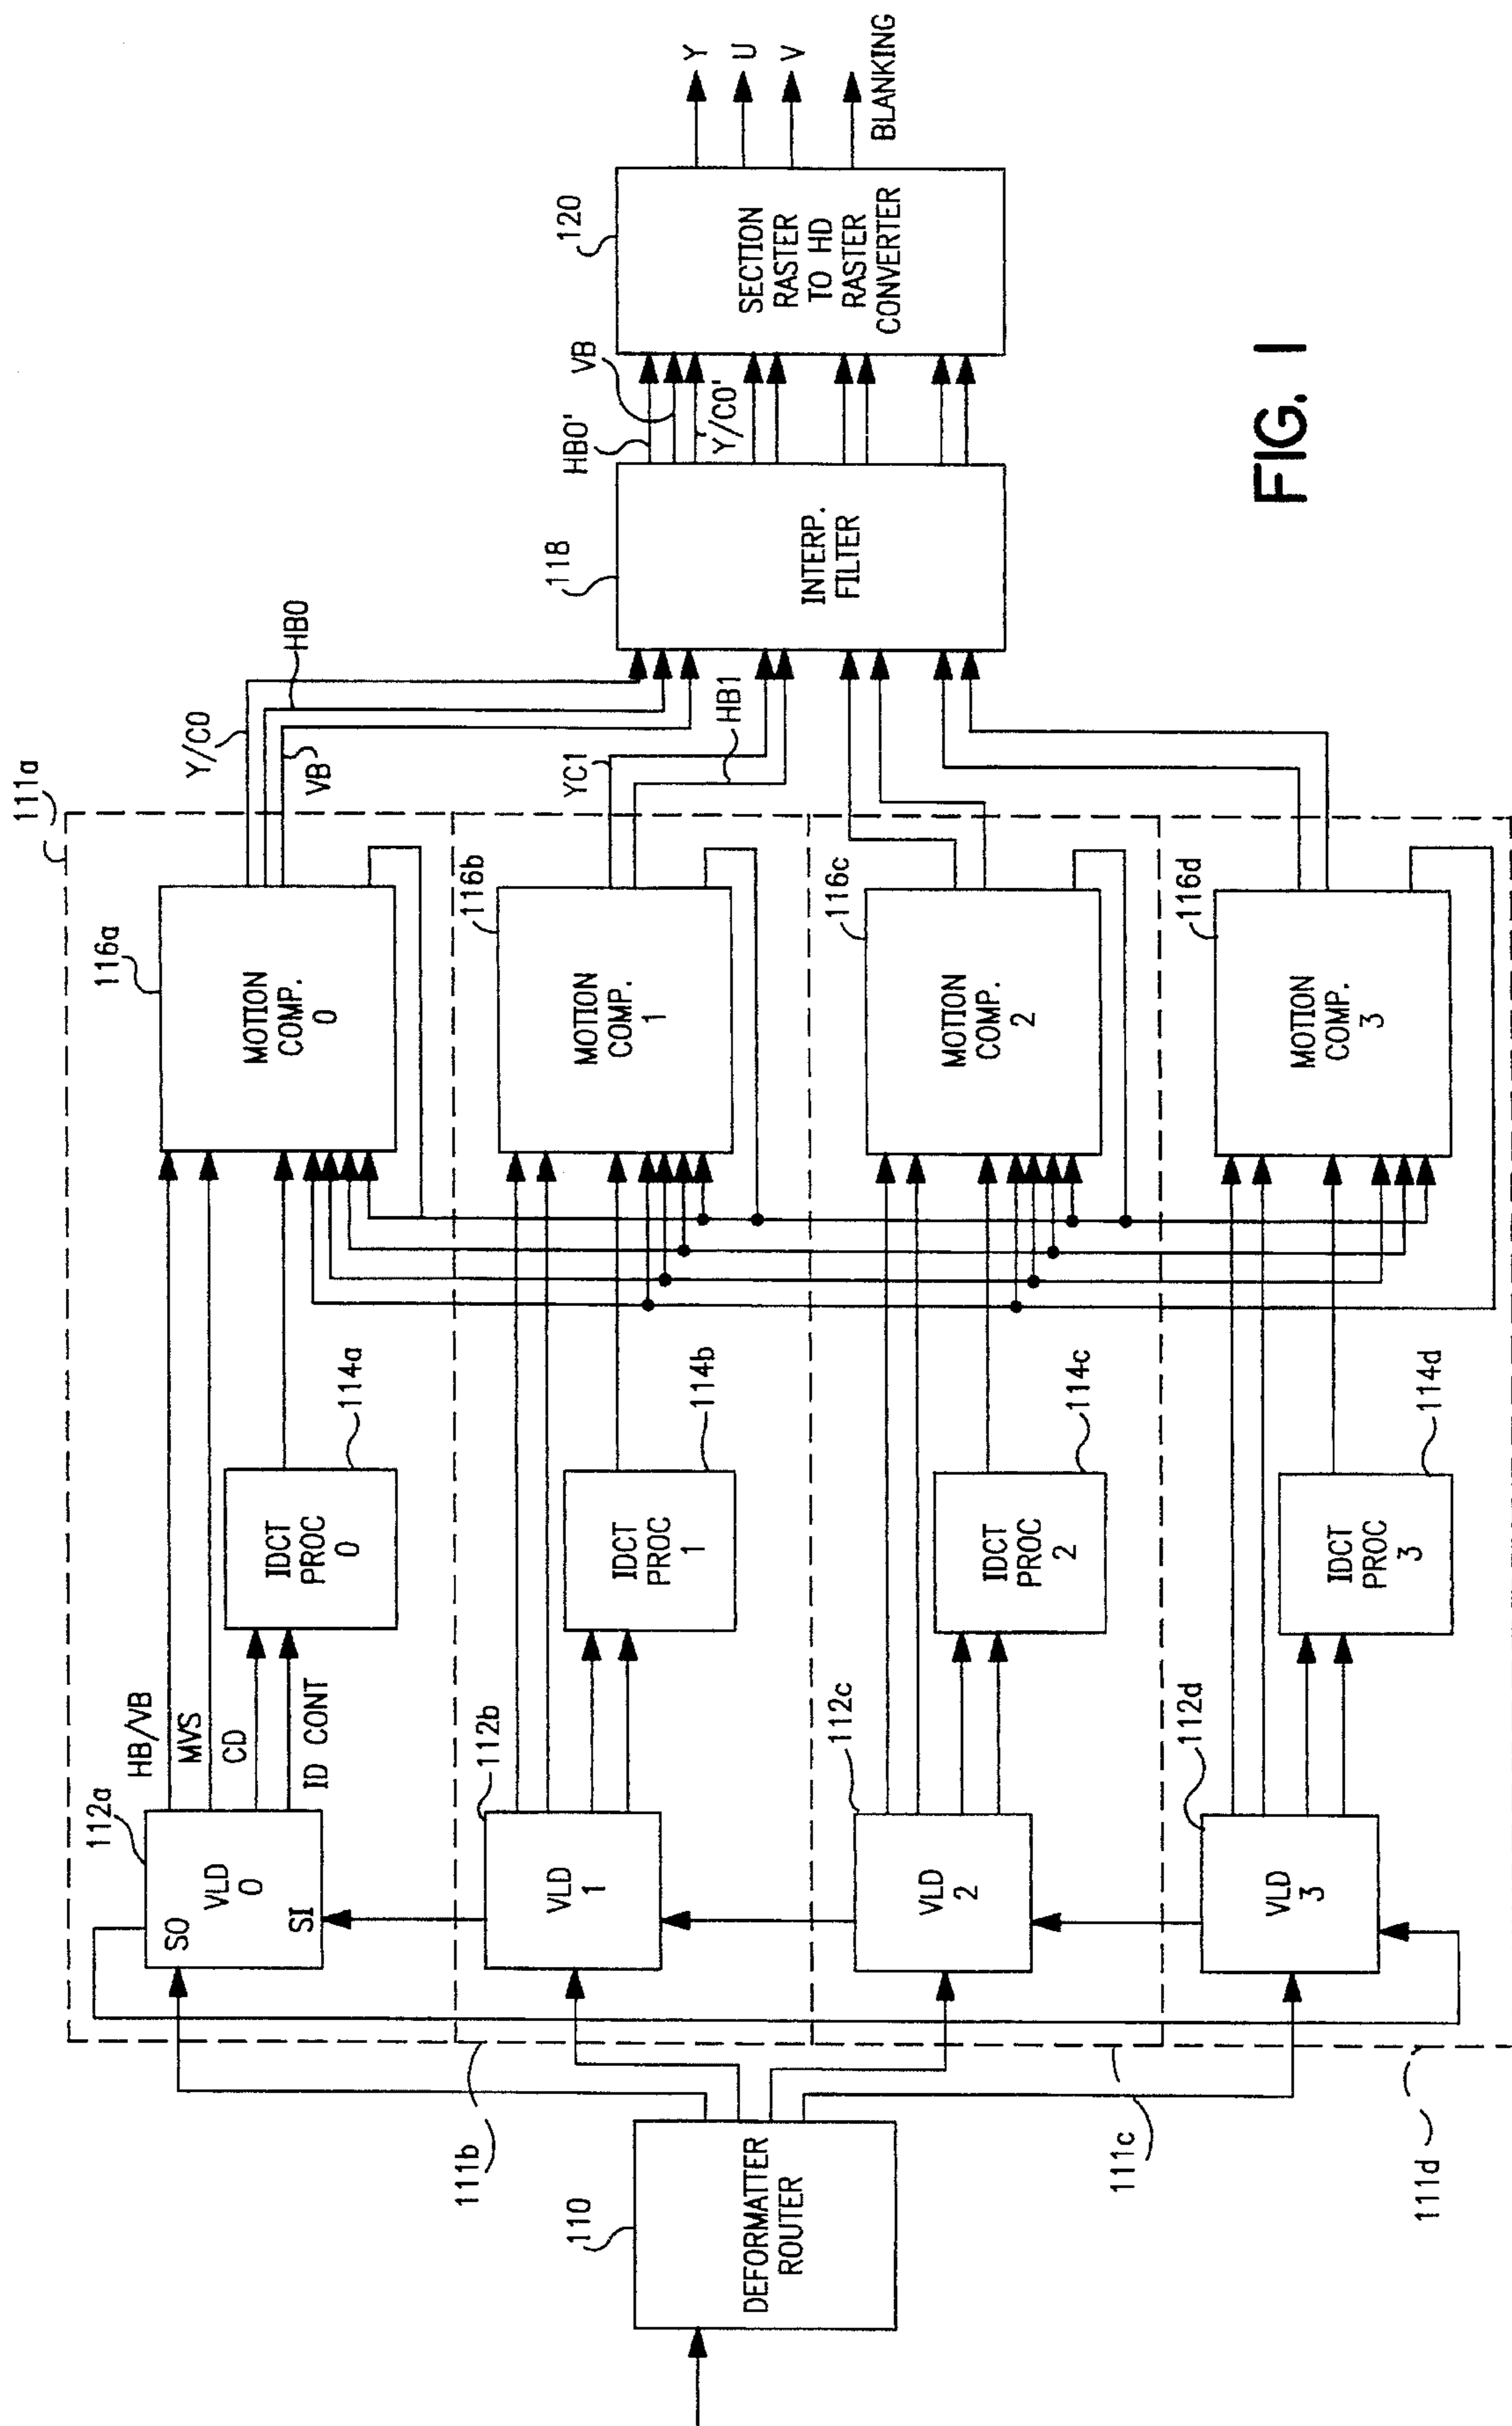 110
DEFORMATTER
ROUTER
111a
111b
111c
111d
112a
SO
VLD
0
SI
HB/VB
MVS
CD
ID CONT
IDCT
PROC
0
114a
116a
MOTION
COMP.
0
Y/C0
HB0
VB
112b
VLD
1
IDCT
PROC
1
114b
116b
MOTION
COMP.
1
YC1
HB1
112c
VLD
2
IDCT
PROC
2
114c
116c
MOTION
COMP.
2
112d
VLD
3
IDCT
PROC
3
114d
116d
MOTION
COMP.
3
118
INTERP.
FILTER
HB0'
VB
Y/C0'
120
SECTION
RASTER
TO HD
RASTER
CONVERTER
Y
U
V
BLANKING
FIG. 1